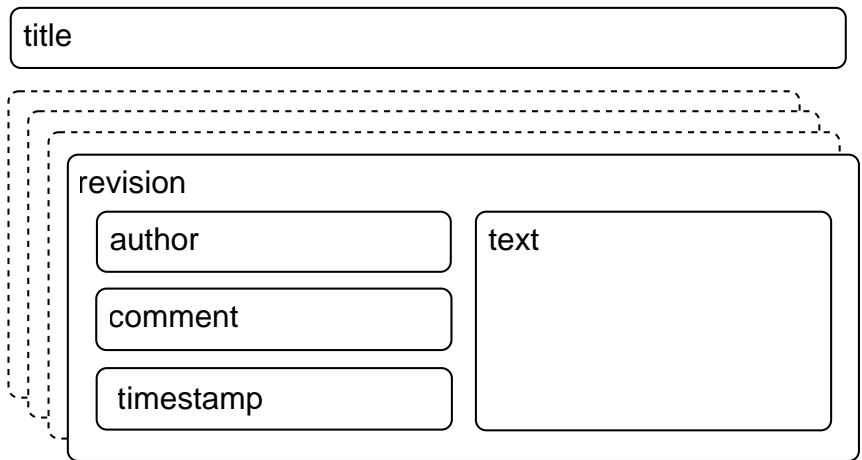 title
revision
author
text
comment
timestamp